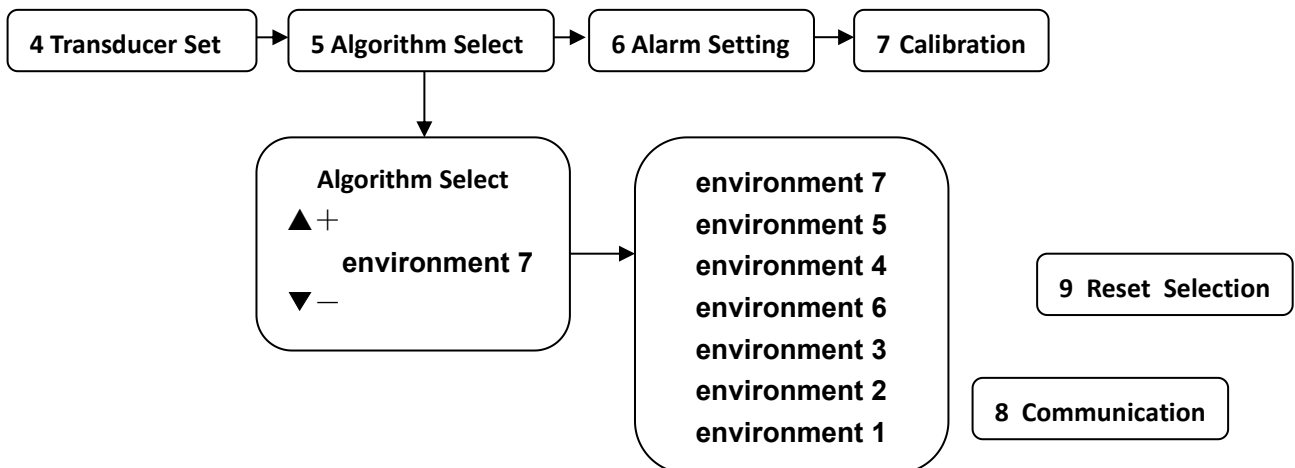 4 Transducer Set
5 Algorithm Select
6 Alarm Setting
7 Calibration
Algorithm Select
▲+
environment 7
▼−
environment 7
environment 5
environment 4
environment 6
environment 3
environment 2
environment 1
9 Reset Selection
8 Communication